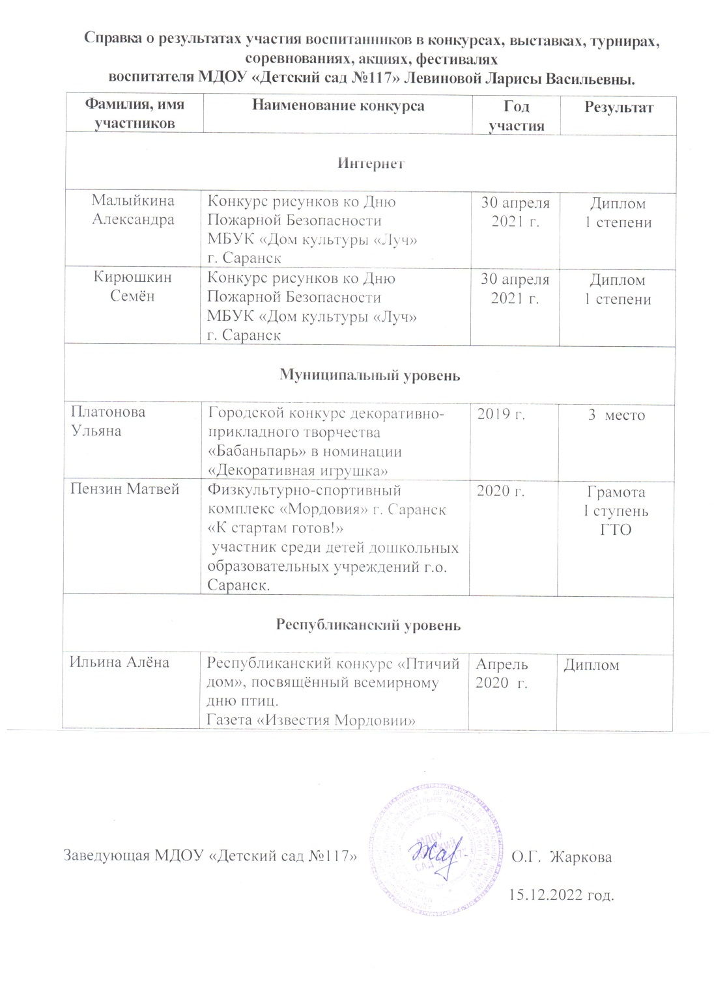 Справка о результатах участия воспитанников в конкурсах, выставках, турнирах,
соревнованиях, акциях, фестивалях
воспитателя МДОУ «Детский сад №117» Левиновой Ларисы Васильевны.
Фамилия, имя
участников
Наименование конкурса
Год
участия
Результат
Интернет
Малыйкина
Александра
Конкурс рисунков ко Дню
Пожарной Безопасности
МБУК «Дом культуры «Луч»
г. Саранск
30 апреля
2021 г.
Диплом
1 степени
Кирюшкин
Семён
Конкурс рисунков ко Дню
Пожарной Безопасности
МБУК «Дом культуры «Луч»
г. Саранск
30 апреля
2021 г.
Диплом
1 степени
Муниципальный уровень
Платонова
Ульяна
Городской конкурс декоративно-
прикладного творчества
«Бабаньпарь» в номинации
«Декоративная игрушка»
2019 г.
3 место
Пензин Матвей
Физкультурно-спортивный
комплекс «Мордовия» г. Саранск
«К стартам готов!»
участник среди детей дошкольных
образовательных учреждений г.о.
Саранск.
2020 г.
Грамота
I ступень
ГТО
Республиканский уровень
Ильина Алёна
Республиканский конкурс «Птичий
дом», посвящённый всемирному
дню птиц.
Газета «Известия Мордовии»
Апрель
2020 г.
Диплом
Заведующая МДОУ «Детский сад №117»
МДОУ
САД
О.Г. Жаркова
15.12.2022 год.